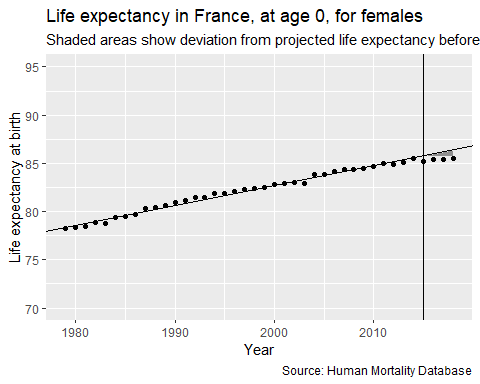 Life expectancy in France, at age 0, for females
Shaded areas show deviation from projected life expectancy before
95
90
85
80
75
70
Life expectancy at birth
1980 1990 2000 2010
Year
Source: Human Mortality Database